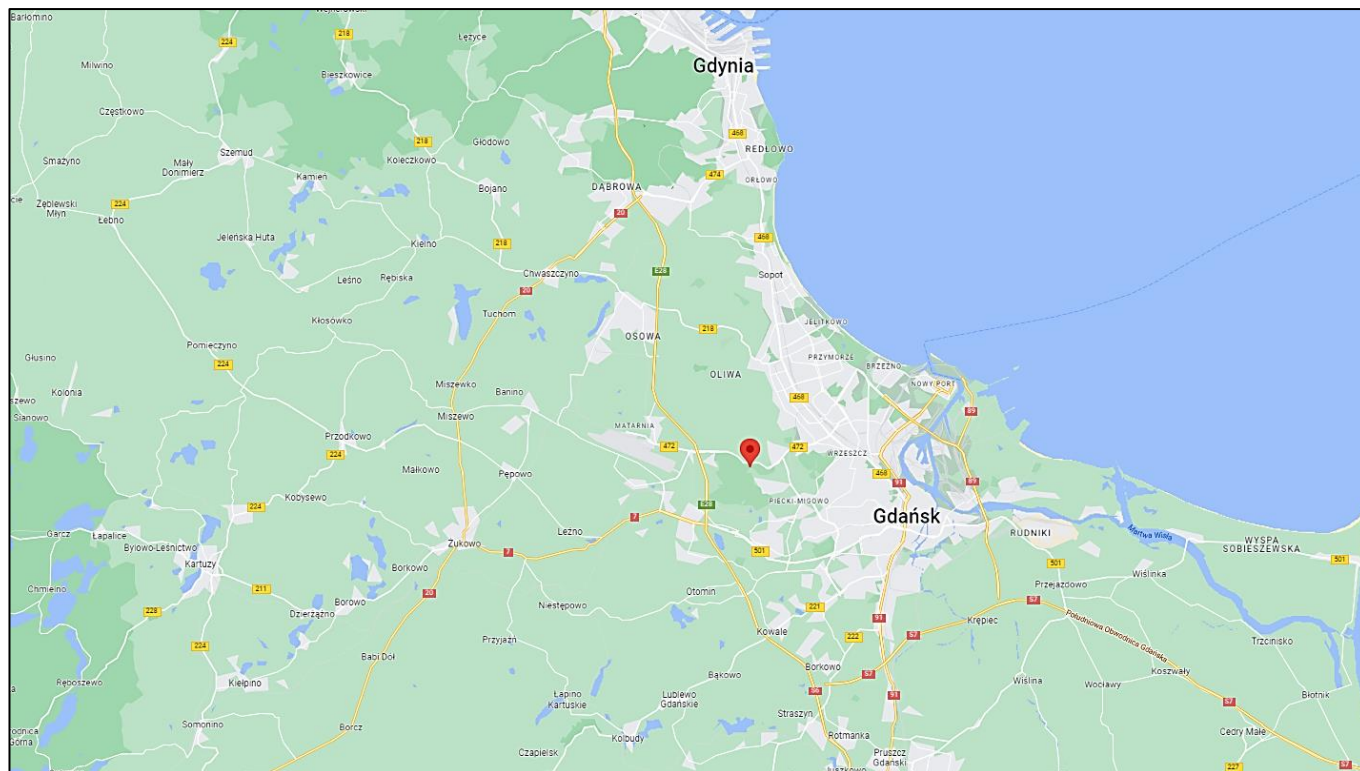 Barłomino
Wejherowski
Łężyce
224
218
Milwino
Bieszkowice
Gdynia
Częstkowo
468
Głodowo
218
REDŁOWO
Smażyno
Mały
Donimierz
Szemud
Koleczkowo
Kamień
Bojano
DĄBROWA
474
ORŁOWO
Zęblewski
Młyn
224
Łebno
20
Jeleńska Huta
Kielno
218
468
Leśno
Rębiska
Chwaszczyno
E28
Sopot
20
Tuchom
Kłosówko
OSOWA
218
JELITKOWO
Pomieczyno
Głusino
224
PRZYMORZE
BRZEŹNO
OLIWA
NOWY PORT
Kolonia
Miszewko
Banino
468
89
Sianowo
Miszewo
MATARNIA
Przodkowo
472
472
WRZESZCZ
224
Małkowo
Pępowo
468
91
89
Kobysewo
PIECKI-MIGOWO
224
E28
7
Gdańsk
Garcz
Łapalice
Leźno
RUDNIKI
Martwa Wisła
WYSPA
SOBIESZEWSKA
Żukowo
7
501
501
501
Bylowo-Leśnictwo
Kartuzy
Borkowo
Przejazdowo
Wiślinka
Chmielno
211
20
Otomin
S7
228
Borowo
Dzierżążno
Niestępowo
221
Południowa Obwodnica Gdańska
Krępiec
91
224
Przyjaźń
Kowale
222
S7
Trzcinisko
Babi Dół
Borkowo
Koszwały
Ręboszewo
Kiełpino
Bąkowo
S7
Wiślina
Wocławy
S7
Łapino
Kartuskie
Lublewo
Gdańskie
S6
91
Błotnik
Somonino
Borcz
Straszyn
Kolbudy
Rotmanka
Cedry Małe
Czapielsk
Pruszcz
Gdański
227
S7